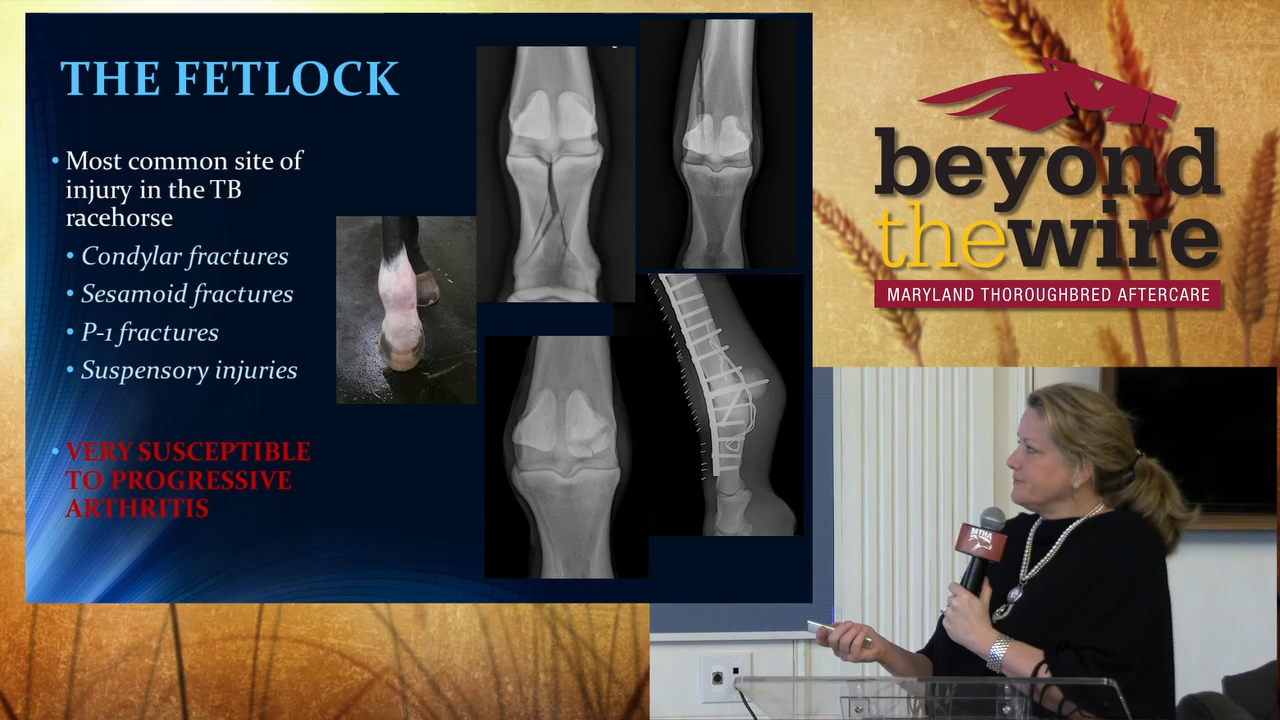 THE FETLOCK
• Most common site of
injury in the TB
racehorse
• Condylar fractures
• Sesamoid fractures
• P-1 fractures
• Suspensory injuries
• VERY SUSCEPTIBLE
TO PROGRESSIVE
ARTHRITIS
beyond
thewire
MARYLAND THOROUGHBRED AFTERCARE
MTHA